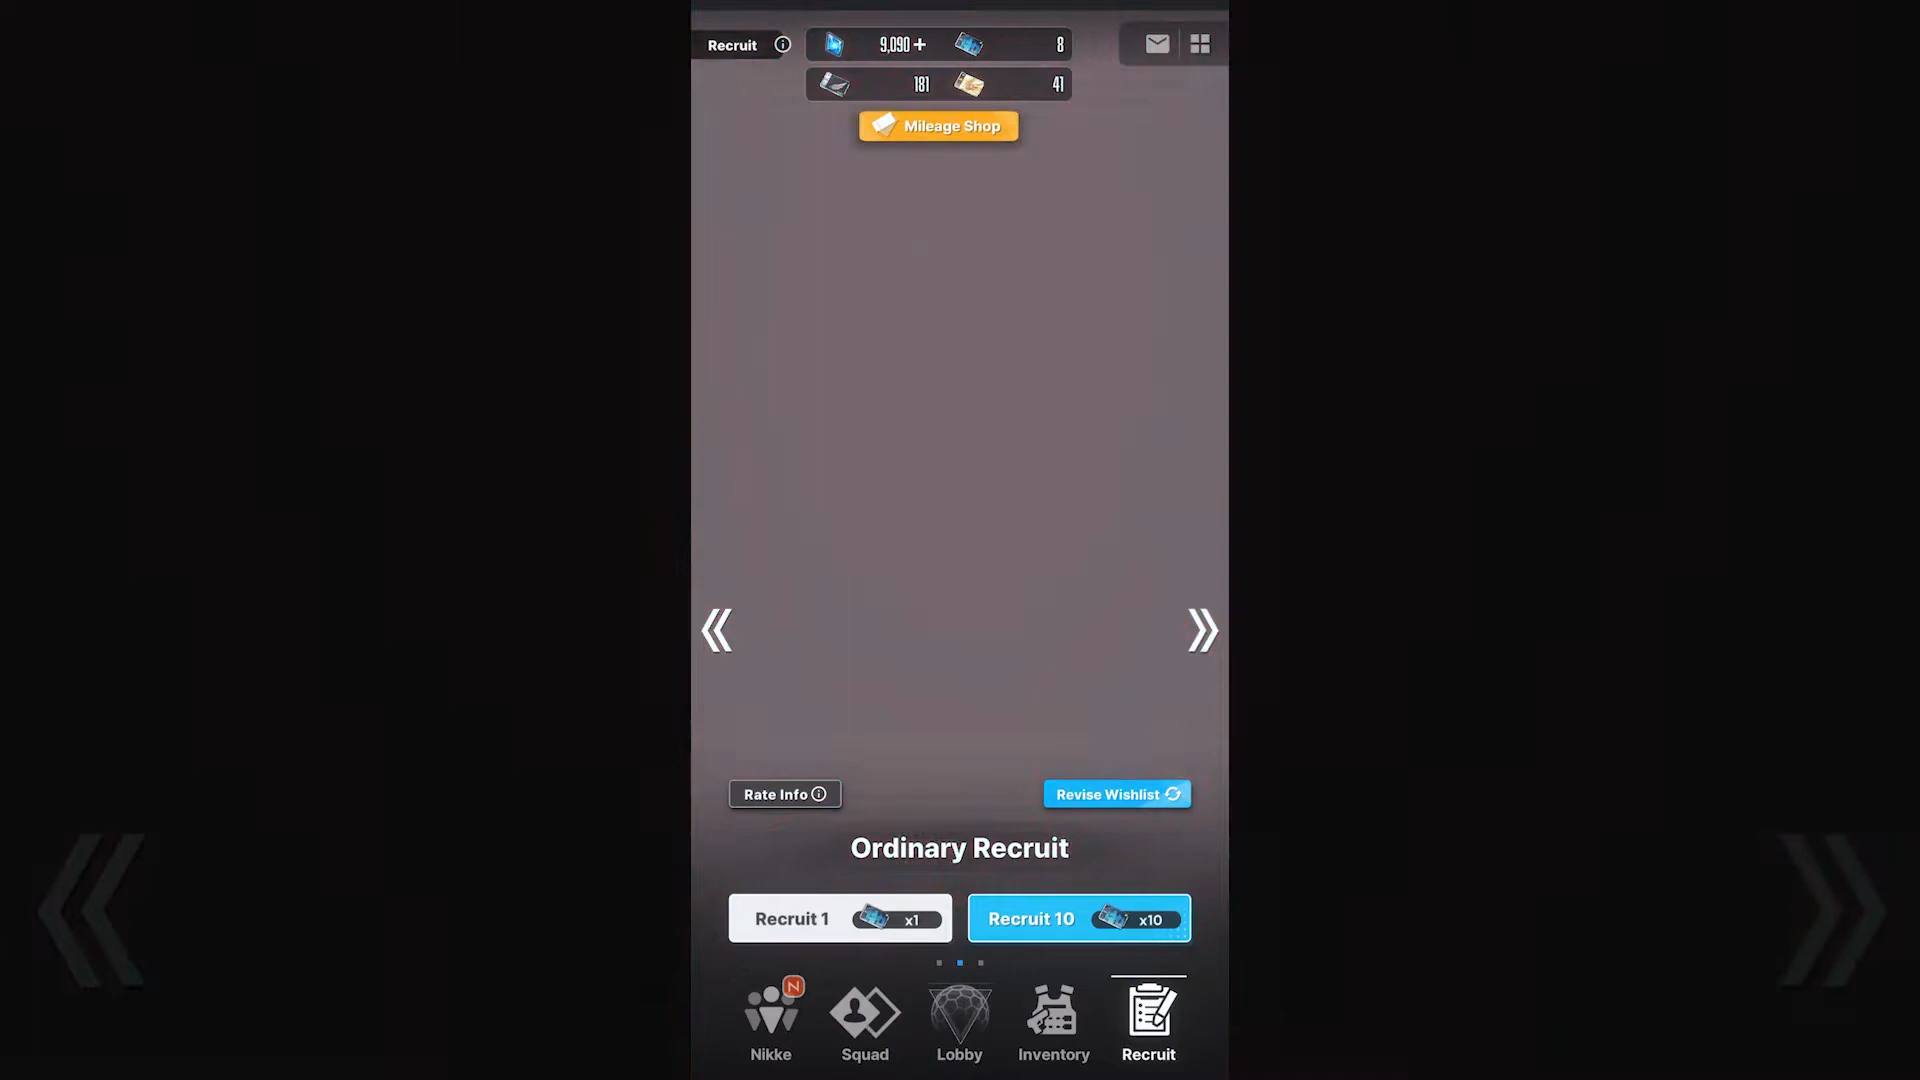 Recruit
9,090 + 8
181 41
Mileage Shop
Rate Info
Revise Wishlist
Ordinary Recruit
Recruit 1 x1
Recruit 10 x10
N
Nikke
Squad
Lobby
Inventory
Recruit